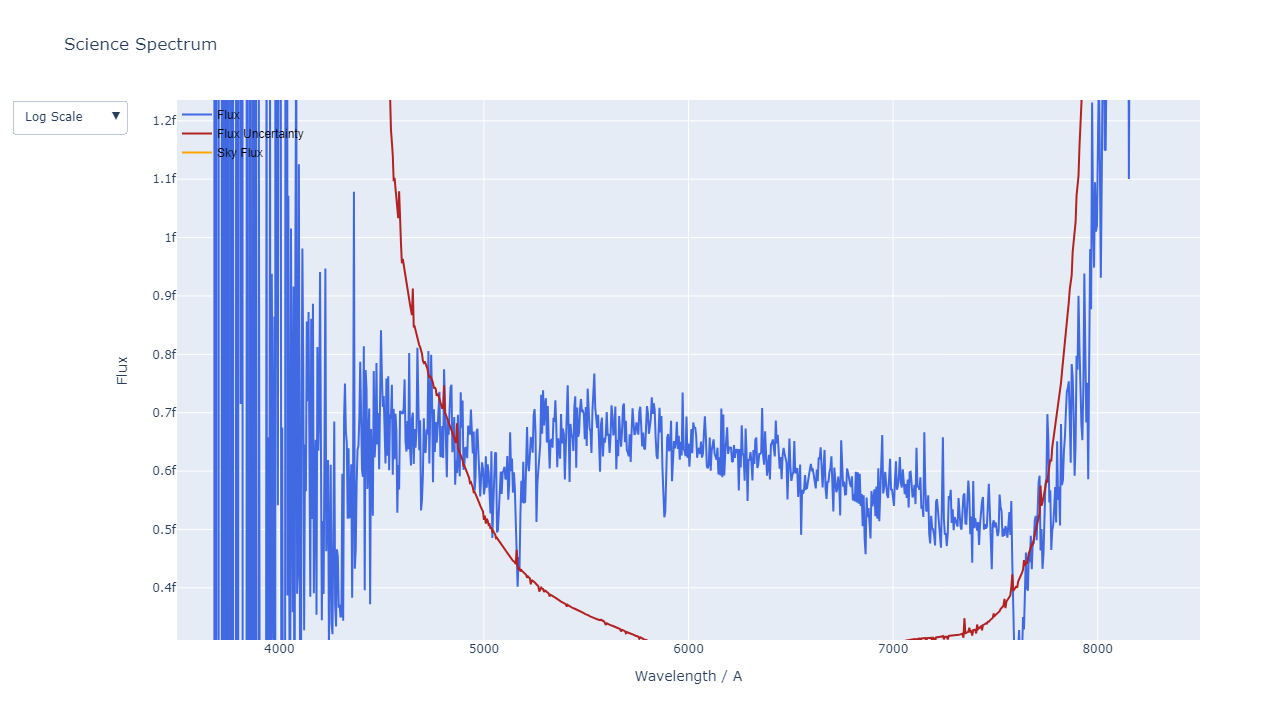 Science Spectrum
Log Scale ▼
Flux
Flux Uncertainty
Sky Flux
1.2f
1.1f
1f
0.9f
0.8f
0.7f
0.6f
0.5f
0.4f
Flux
4000 5000 6000 7000 8000
Wavelength / A